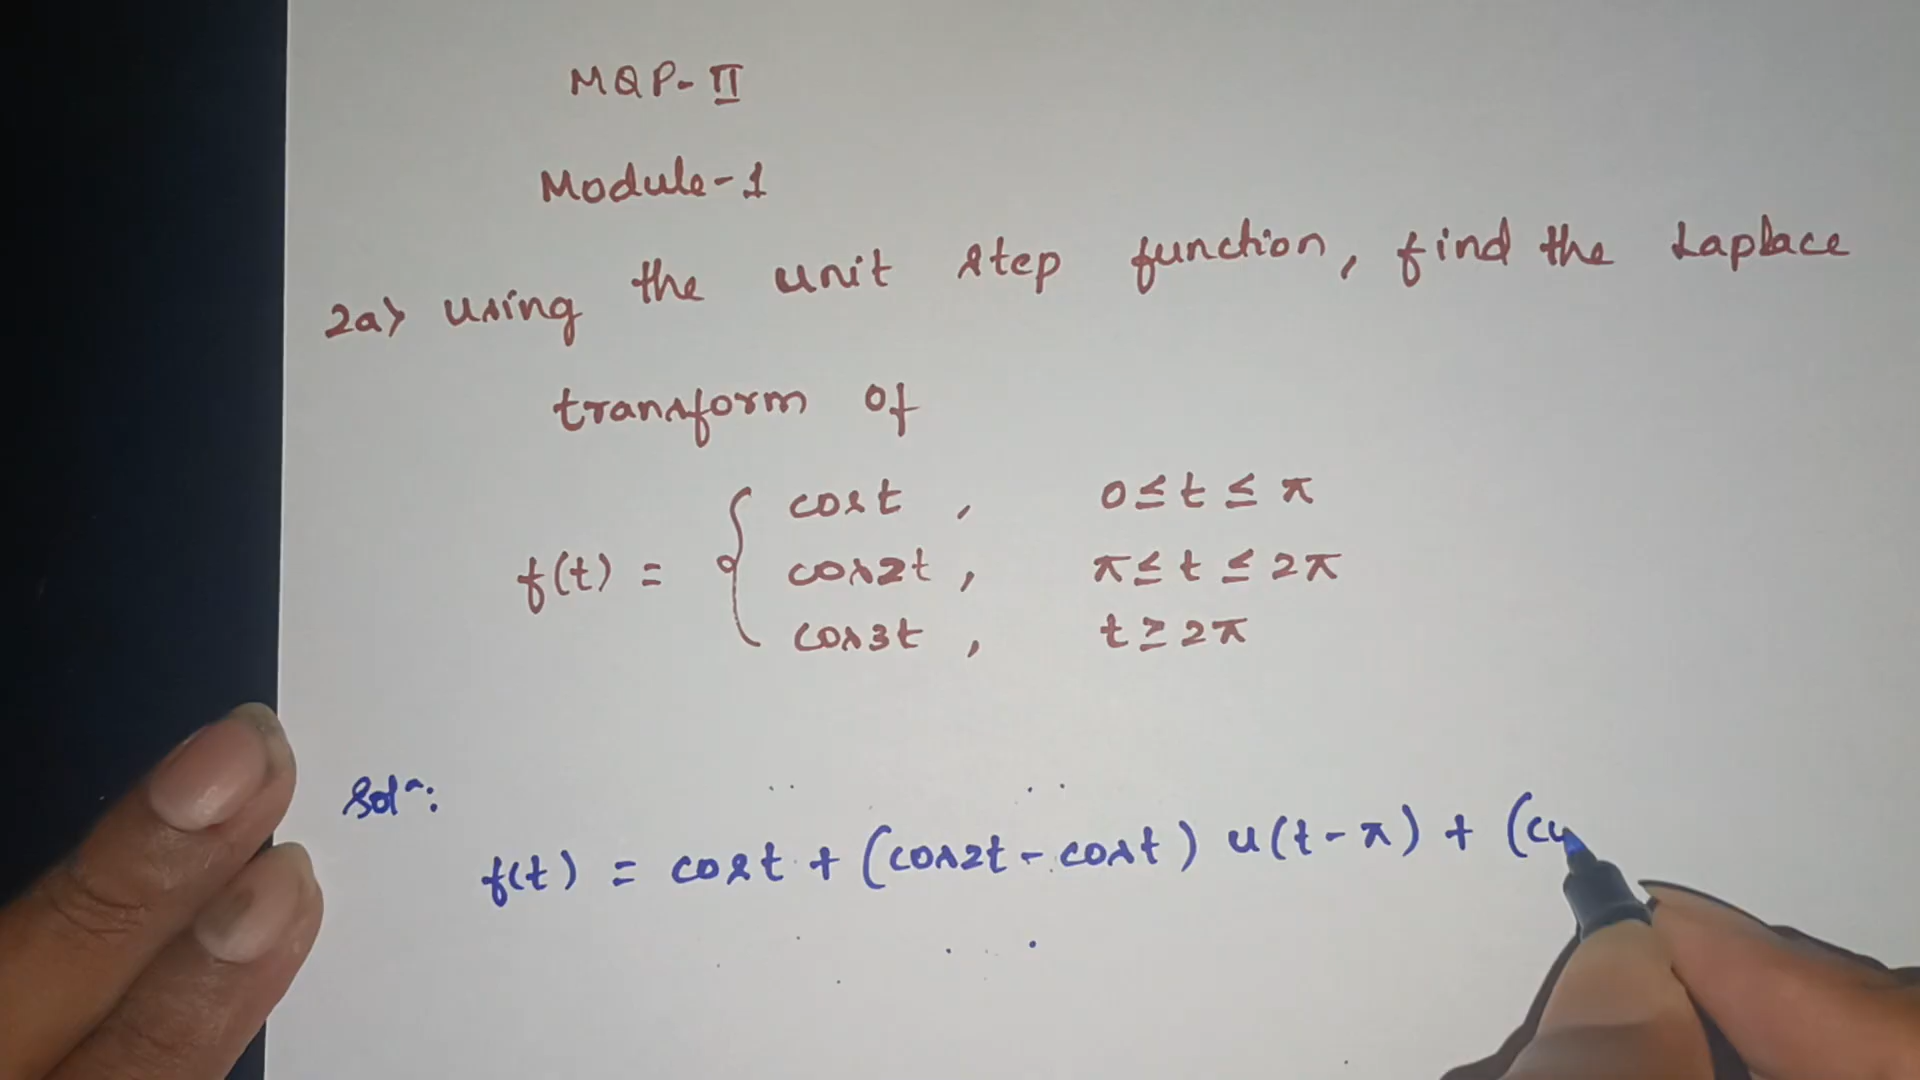 MQP-II
Module-1
2a) using the unit step function, find the Laplace
transform of
f(t) = { cost , 0≤t≤π
cos2t , π≤t≤2π
cos3t , t≥2π
Solⁿ:
f(t) = cost + (cos2t - cost) u(t-π) + (co